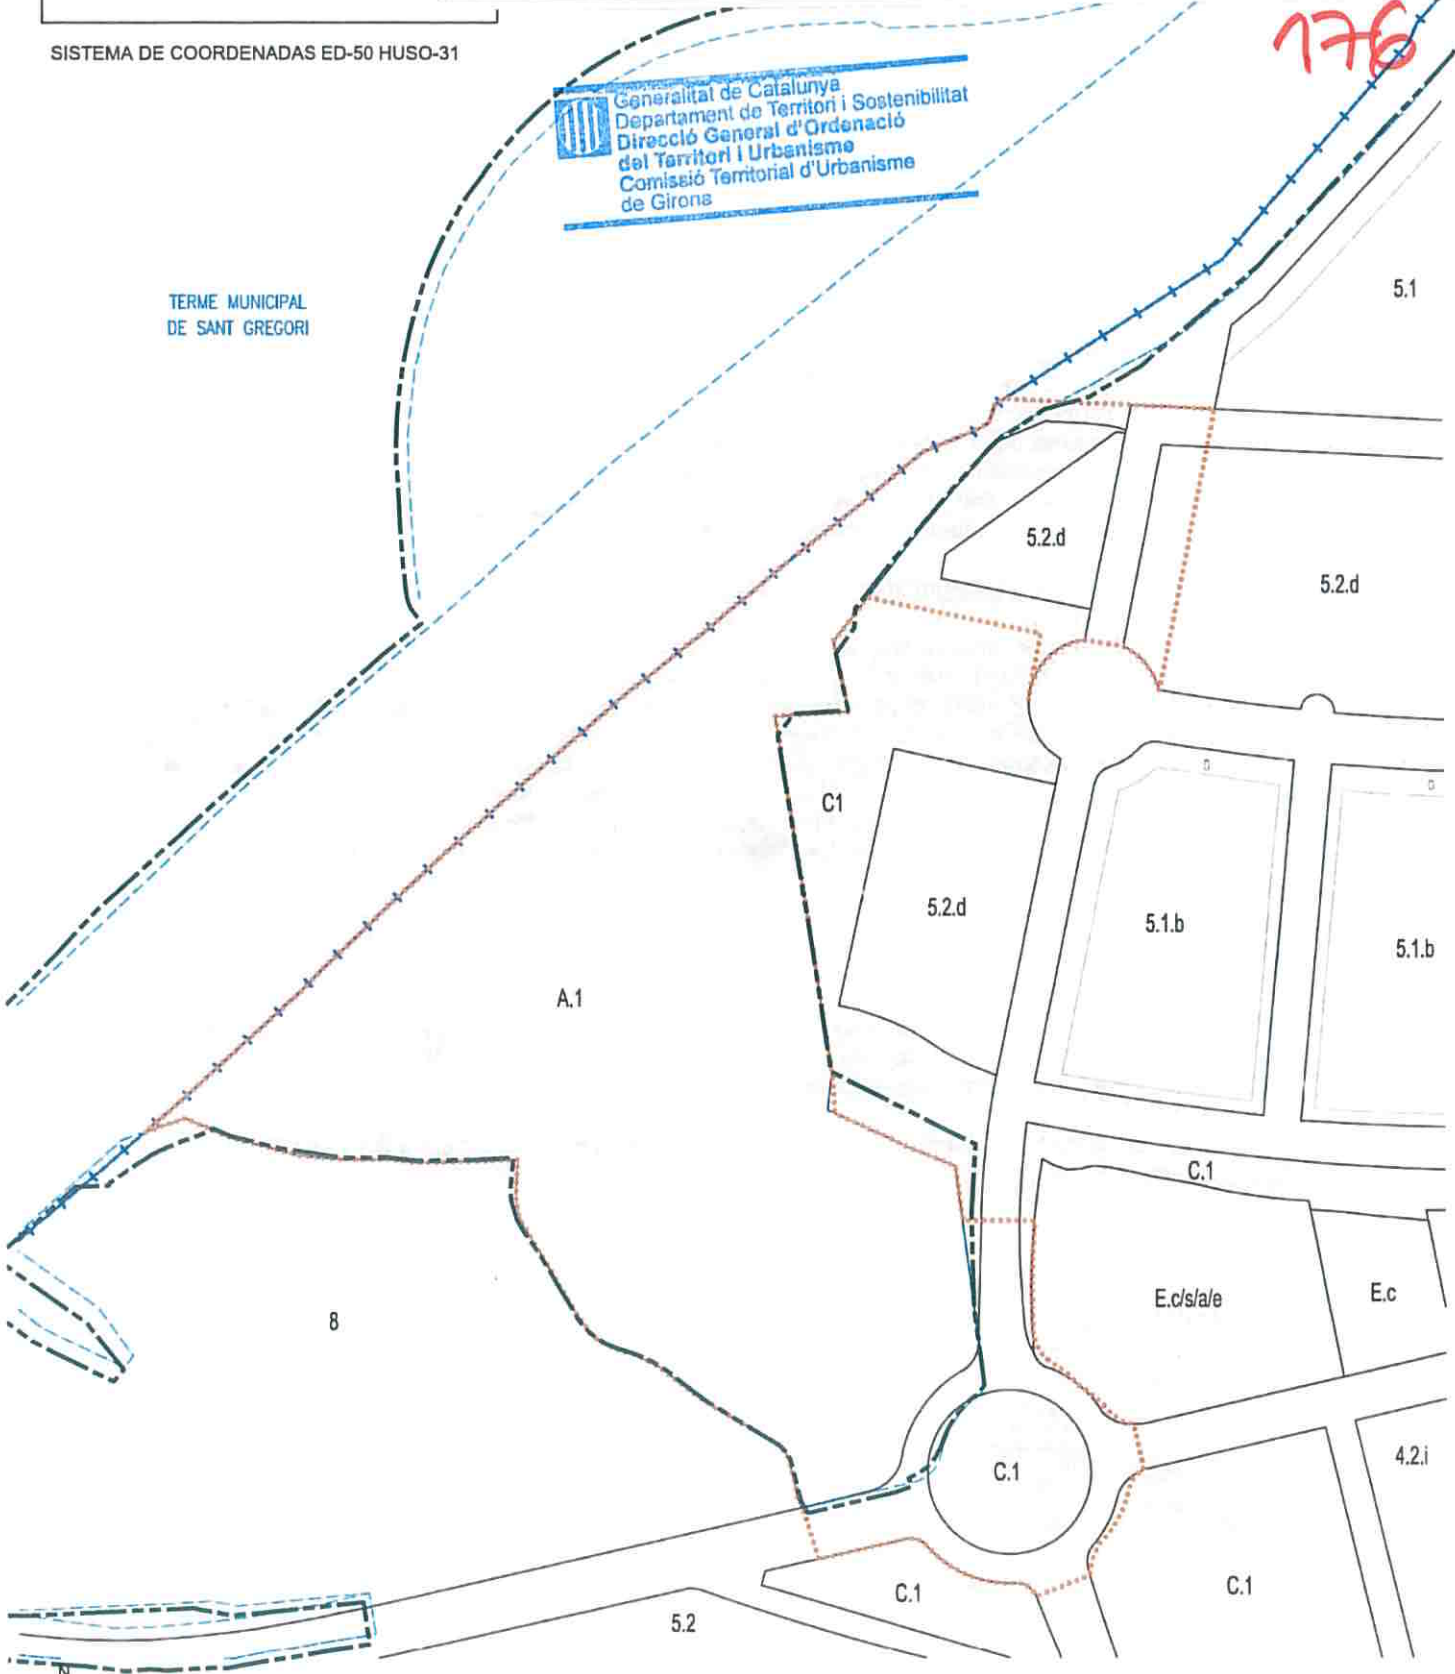 SISTEMA DE COORDENADAS ED-50 HUSO-31
176
Generalitat de Catalunya
Departament de Territori i Sostenibilitat
Direcció General d'Ordenació
del Territori i Urbanisme
Comissió Territorial d'Urbanisme
de Girona
TERME MUNICIPAL
DE SANT GREGORI
5.1
5.2.d
5.2.d
C1
5.2.d
5.1.b
5.1.b
A.1
C.1
8
E.c/s/a/e
E.c
C.1
4.2.i
C.1
C.1
5.2